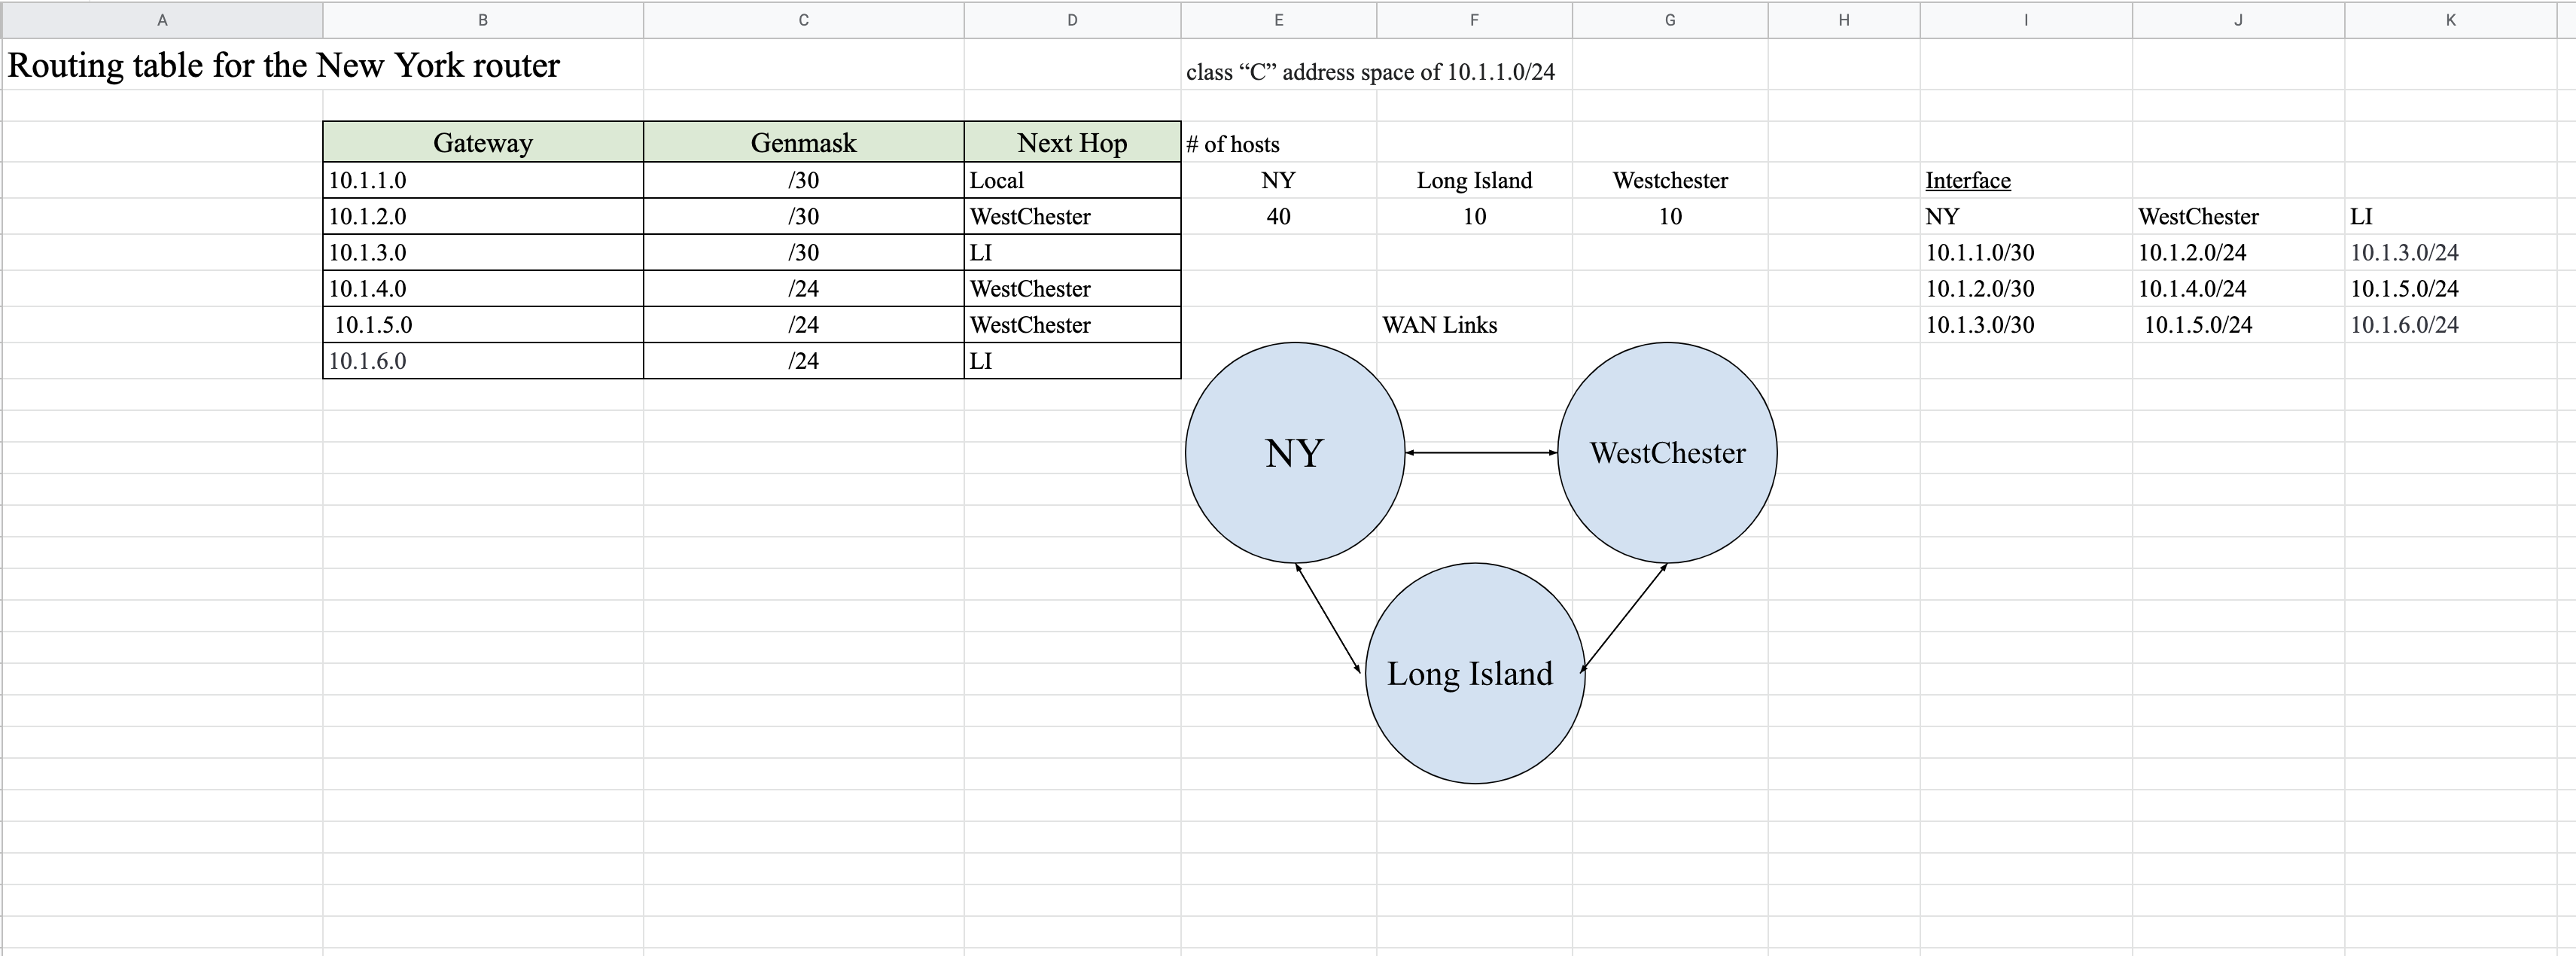 A B C D E F G H I J K
Routing table for the New York router class “C” address space of 10.1.1.0/24
Gateway Genmask Next Hop # of hosts
10.1.1.0 /30 Local NY Long Island Westchester Interface
10.1.2.0 /30 WestChester 40 10 10 NY WestChester LI
10.1.3.0 /30 LI 10.1.1.0/30 10.1.2.0/24 10.1.3.0/24
10.1.4.0 /24 WestChester 10.1.2.0/30 10.1.4.0/24 10.1.5.0/24
10.1.5.0 /24 WestChester WAN Links 10.1.3.0/30 10.1.5.0/24 10.1.6.0/24
10.1.6.0 /24 LI
NY WestChester
Long Island